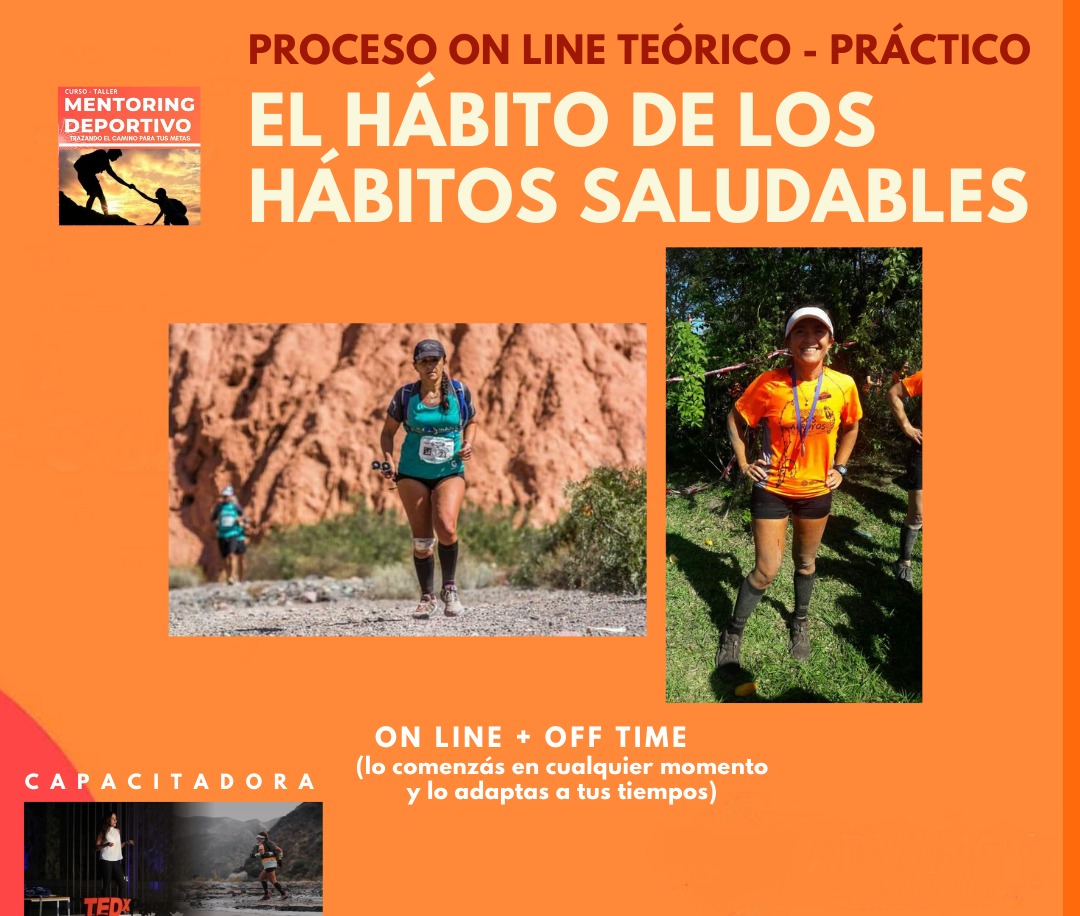 PROCESO ON LINE TEÓRICO - PRÁCTICO
CURSO - TALLER
MENTORING
DEPORTIVO
TRAZANDO EL CAMINO PARA TUS METAS
EL HÁBITO DE LOS
HÁBITOS SALUDABLES
ON LINE + OFF TIME
(lo comenzás en cualquier momento
y lo adaptas a tus tiempos)
CAPACITADORA
TEDx